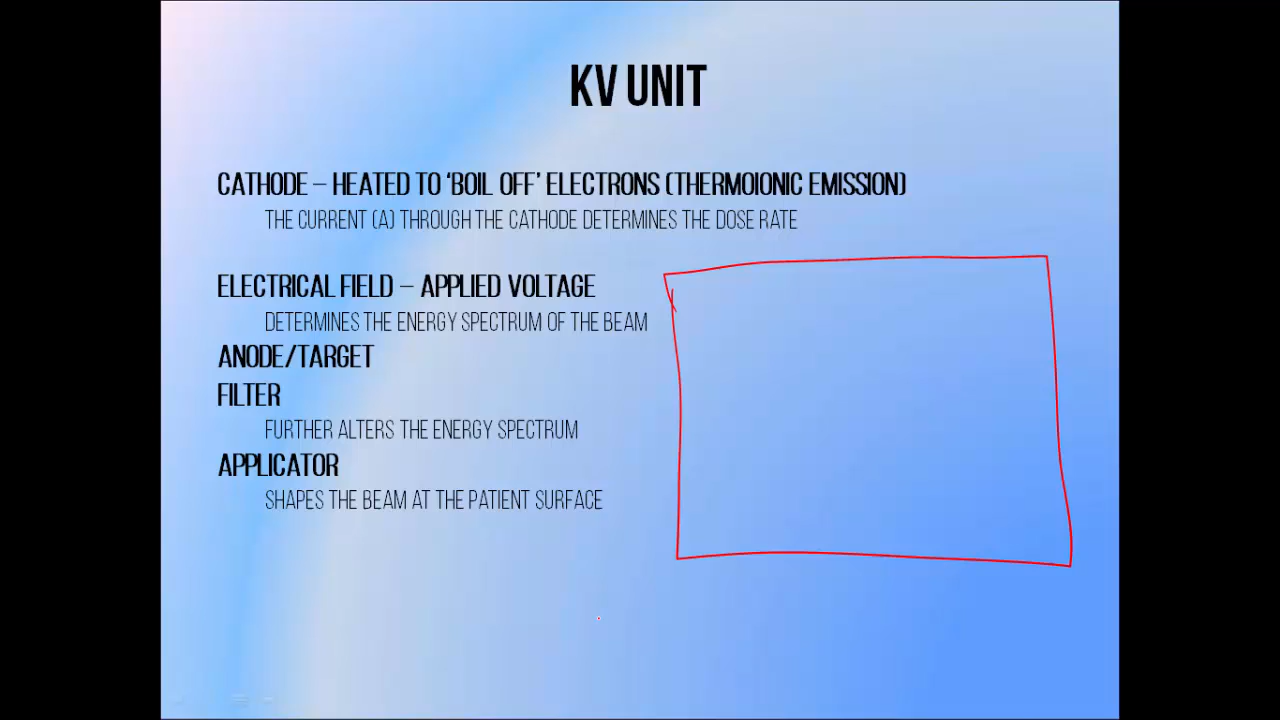 KV UNIT
CATHODE – HEATED TO ‘BOIL OFF’ ELECTRONS (THERMOIONIC EMISSION)
THE CURRENT (A) THROUGH THE CATHODE DETERMINES THE DOSE RATE
ELECTRICAL FIELD – APPLIED VOLTAGE
DETERMINES THE ENERGY SPECTRUM OF THE BEAM
ANODE/TARGET
FILTER
FURTHER ALTERS THE ENERGY SPECTRUM
APPLICATOR
SHAPES THE BEAM AT THE PATIENT SURFACE